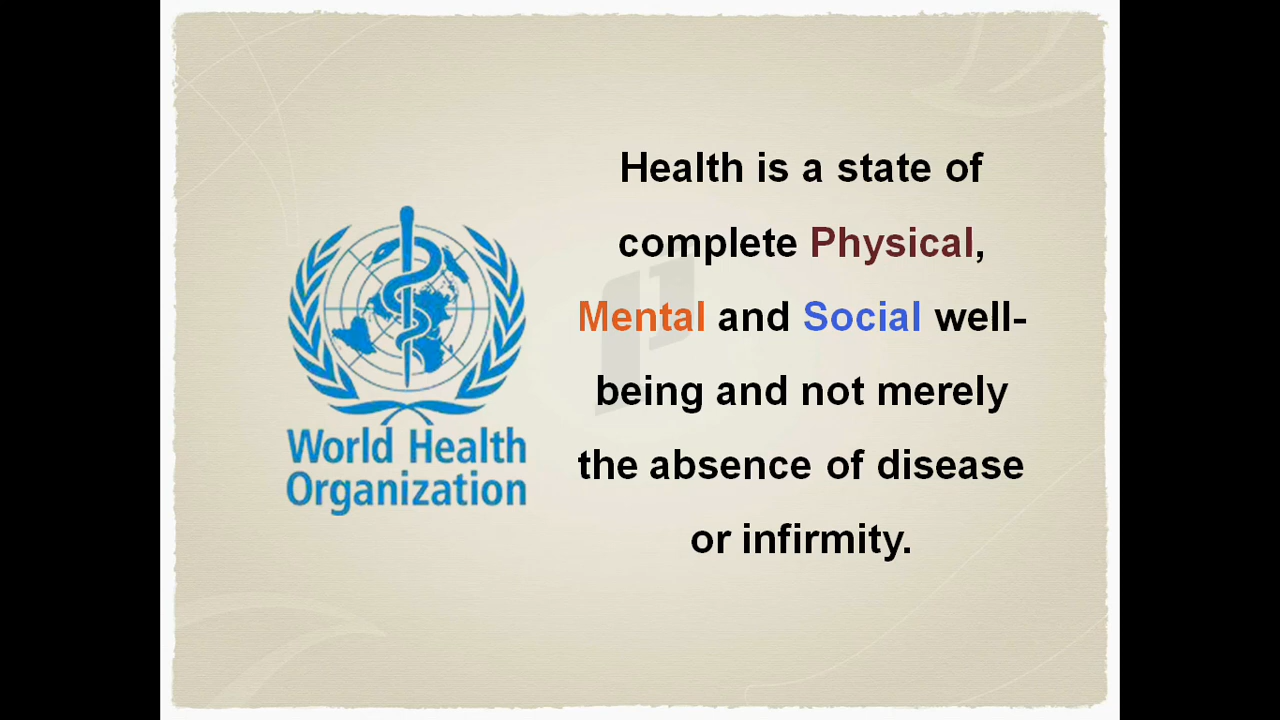 Health is a state of
complete Physical,
Mental and Social well-
being and not merely
the absence of disease
or infirmity.
World Health
Organization